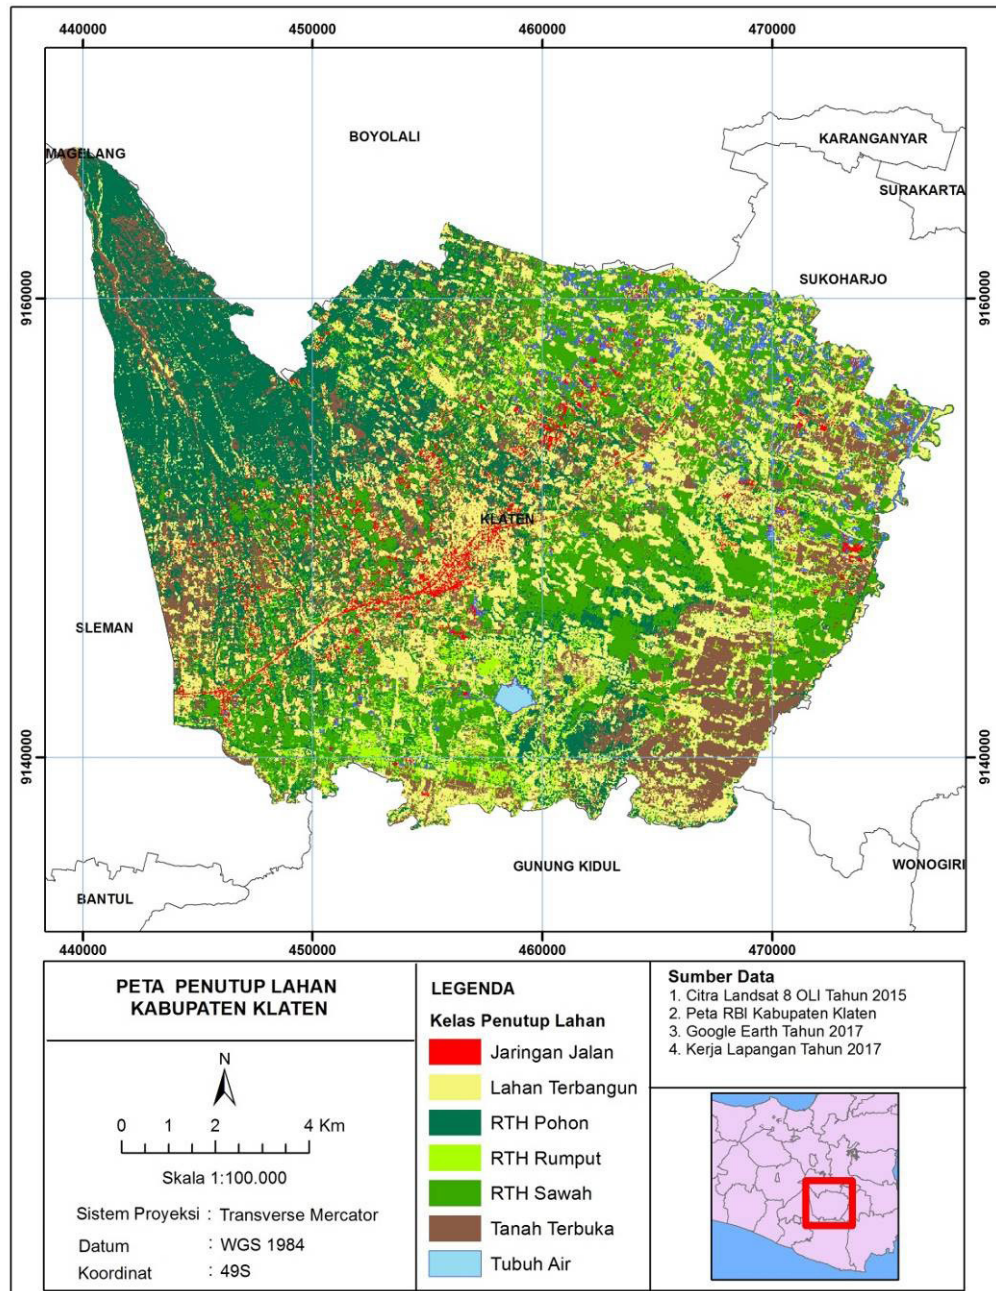 440000 450000 460000 470000
BOYOLALI
KARANGANYAR
MAGELANG
SURAKARTA
SUKOHARJO
9160000 9160000
KLATEN
SLEMAN
9140000 9140000
GUNUNG KIDUL
WONOGIRI
BANTUL
440000 450000 460000 470000
PETA PENUTUP LAHAN
KABUPATEN KLATEN
N
0 1 2 4 Km
Skala 1:100.000
Sistem Proyeksi : Transverse Mercator
Datum : WGS 1984
Koordinat : 49S
LEGENDA
Kelas Penutup Lahan
Jaringan Jalan
Lahan Terbangun
RTH Pohon
RTH Rumput
RTH Sawah
Tanah Terbuka
Tubuh Air
Sumber Data
1. Citra Landsat 8 OLI Tahun 2015
2. Peta RBI Kabupaten Klaten
3. Google Earth Tahun 2017
4. Kerja Lapangan Tahun 2017